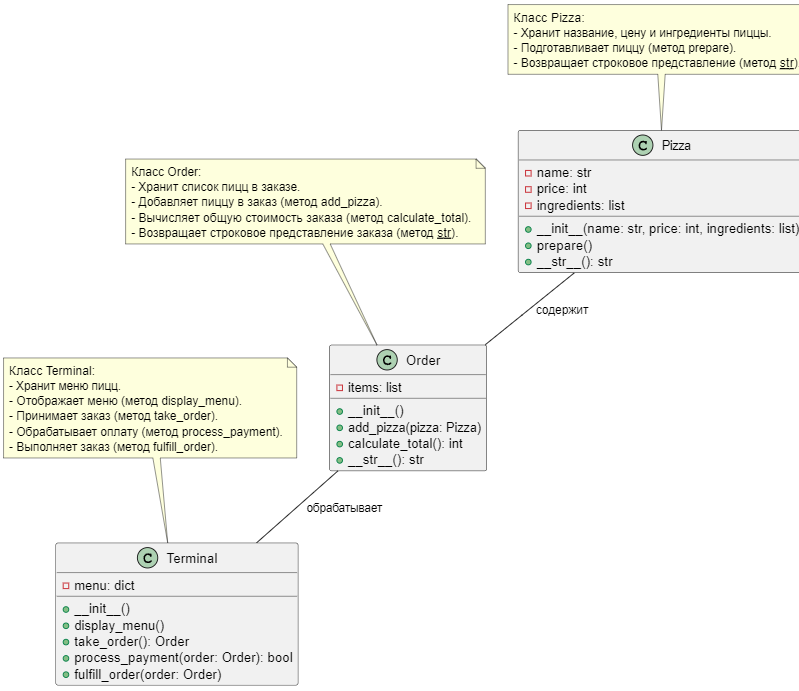 Класс Pizza:
- Хранит название, цену и ингредиенты пиццы.
- Подготавливает пиццу (метод prepare).
- Возвращает строковое представление (метод str)
C Pizza
name: str
price: int
ingredients: list
__init__(name: str, price: int, ingredients: list)
prepare()
__str__(): str
Класс Order:
- Хранит список пицц в заказе.
- Добавляет пиццу в заказ (метод add_pizza).
- Вычисляет общую стоимость заказа (метод calculate_total).
- Возвращает строковое представление заказа (метод str).
содержит
C Order
items: list
__init__()
add_pizza(pizza: Pizza)
calculate_total(): int
__str__(): str
Класс Terminal:
- Хранит меню пицц.
- Отображает меню (метод display_menu).
- Принимает заказ (метод take_order).
- Обрабатывает оплату (метод process_payment).
- Выполняет заказ (метод fulfill_order).
обрабатывает
C Terminal
menu: dict
__init__()
display_menu()
take_order(): Order
process_payment(order: Order): bool
fulfill_order(order: Order)